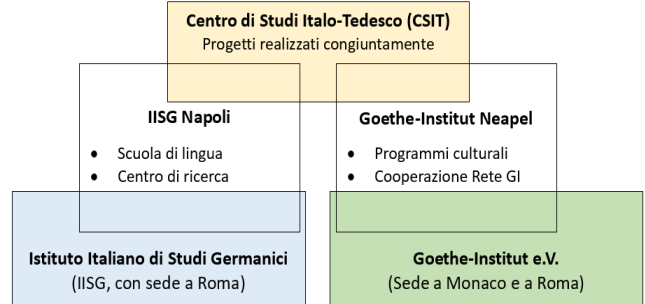 Centro di Studi Italo-Tedesco (CSIT)
Progetti realizzati congiuntamente
IISG Napoli
• Scuola di lingua
• Centro di ricerca
Goethe-Institut Neapel
• Programmi culturali
• Cooperazione Rete GI
Istituto Italiano di Studi Germanici
(IISG, con sede a Roma)
Goethe-Institut e.V.
(Sede a Monaco e a Roma)